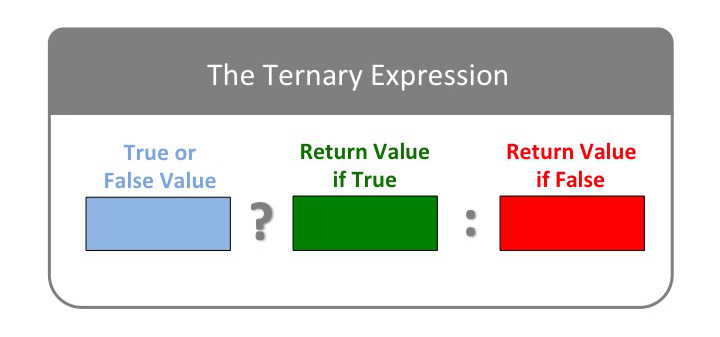 The Ternary Expression
True or
False Value
?
Return Value
if True
:
Return Value
if False